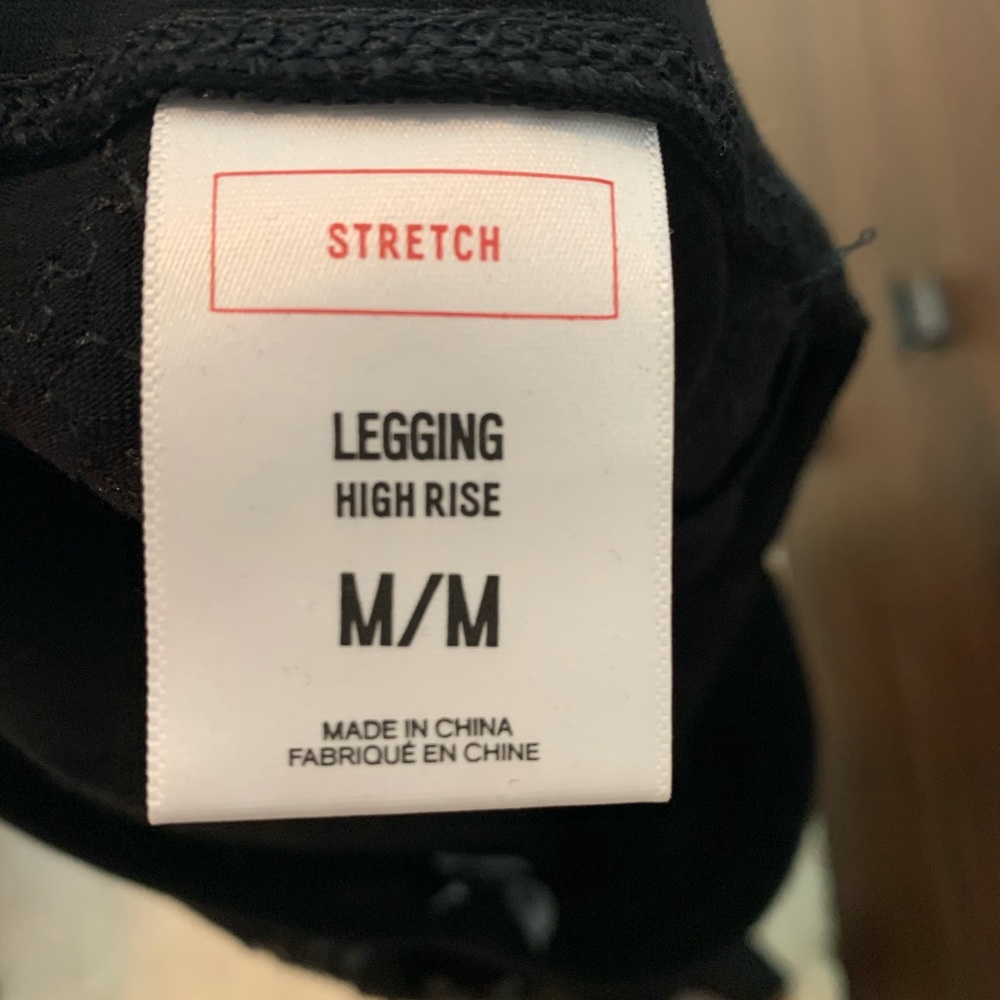 STRETCH
LEGGING
HIGH RISE
M/M
MADE IN CHINA
FABRIQUÉ EN CHINE